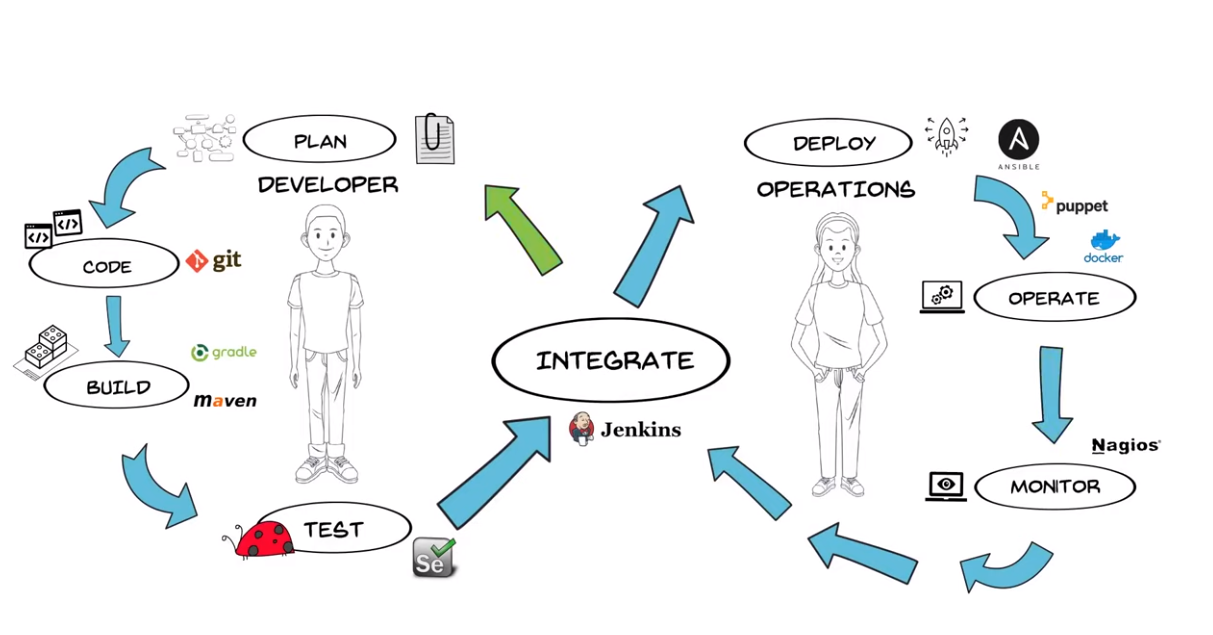 PLAN
DEVELOPER
</>
</>
CODE
git
gradle
BUILD
maven
TEST
Se
INTEGRATE
Jenkins
DEPLOY
A
ANSIBLE
OPERATIONS
puppet
docker
OPERATE
Nagios®
MONITOR